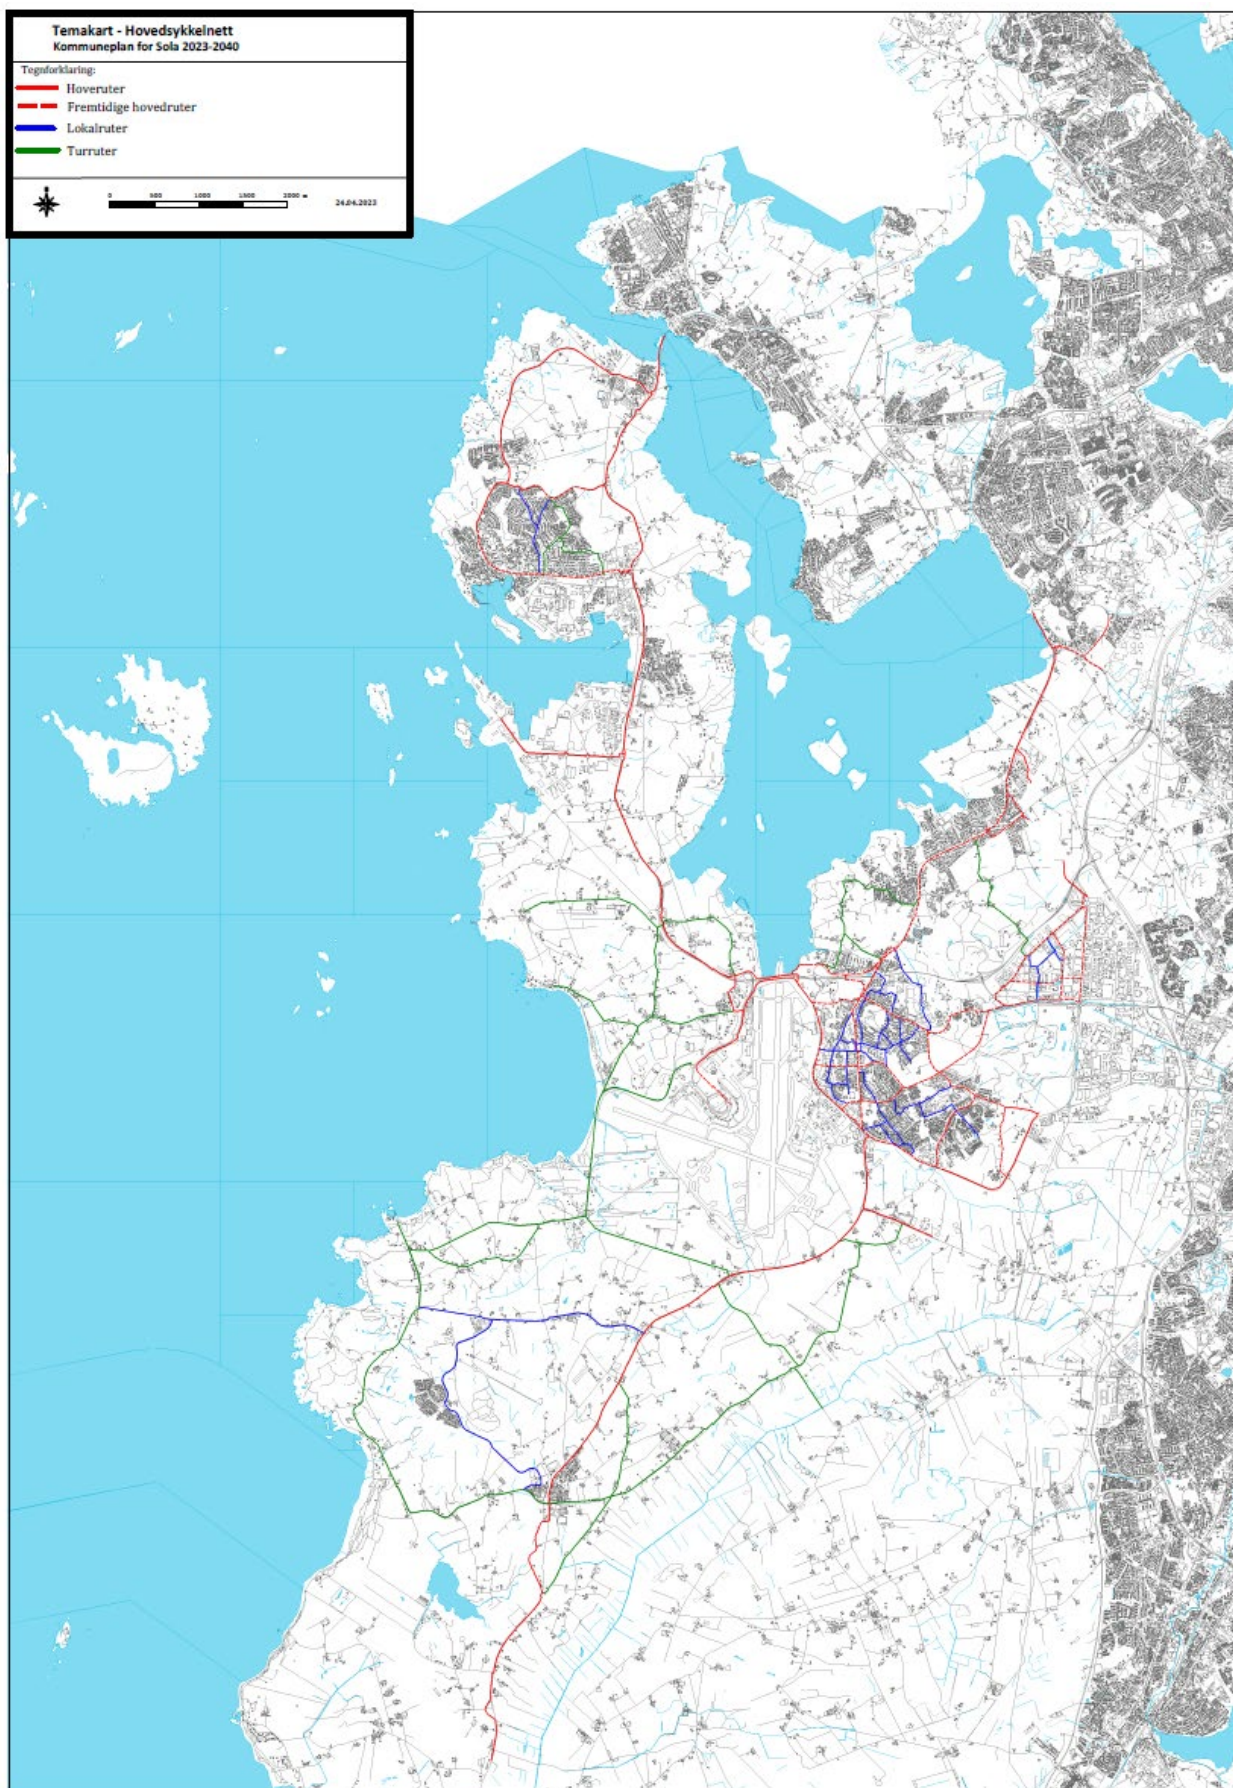 Temakart - Hovedsykkelnett
Kommuneplan for Sola 2023-2040
Tegnforklaring:
Hoveruter
Fremtidige hovedruter
Lokalruter
Turruter
0 500 1000 1500 2000 m
24.04.2023